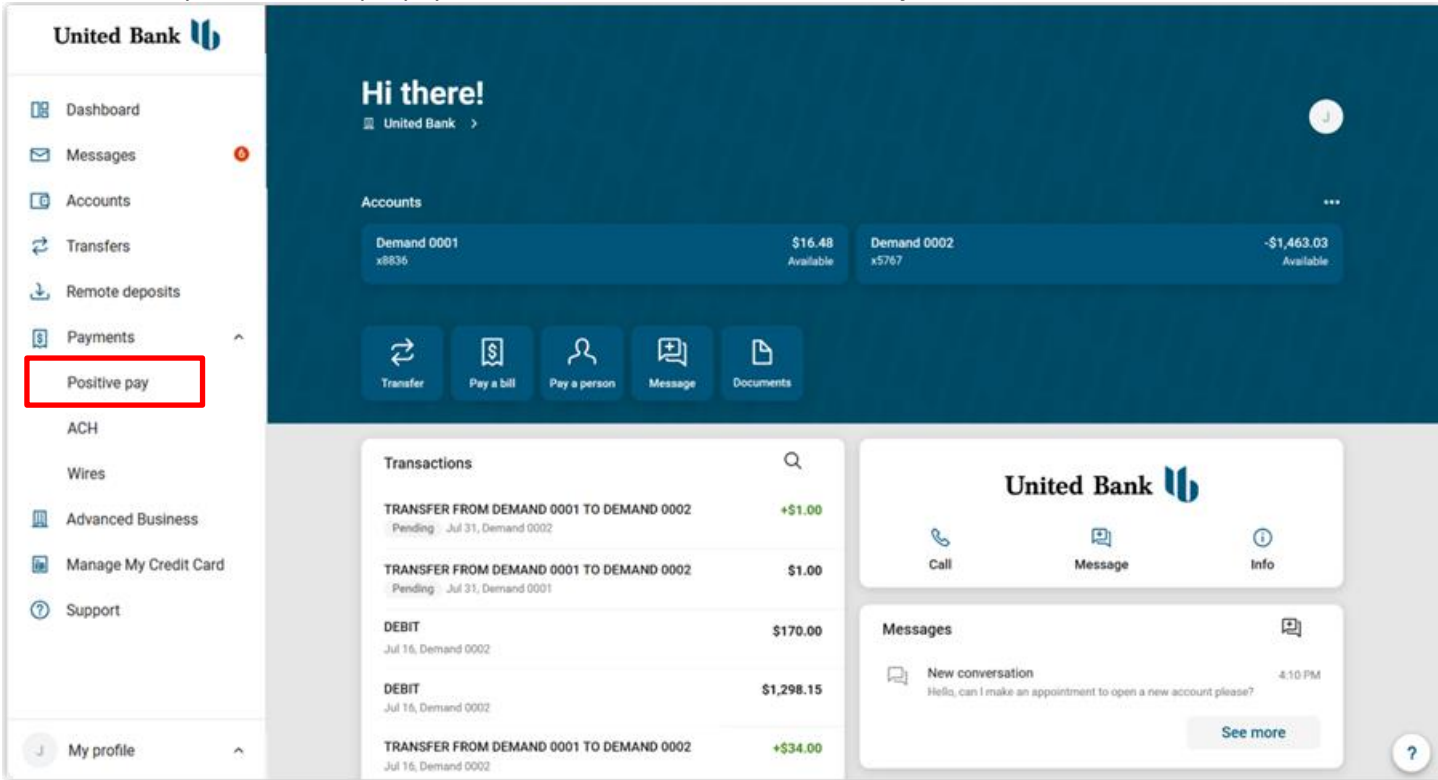 United Bank
Dashboard
Messages 6
Accounts
Transfers
Remote deposits
Payments
Positive pay
ACH
Wires
Advanced Business
Manage My Credit Card
Support
J My profile
Hi there!
United Bank >
J
Accounts
Demand 0001 $16.48
x8836 Available
Demand 0002 -$1,463.03
x5767 Available
Transfer
Pay a bill
Pay a person
Message
Documents
Transactions
TRANSFER FROM DEMAND 0001 TO DEMAND 0002 +$1.00
Pending Jul 31, Demand 0002
TRANSFER FROM DEMAND 0001 TO DEMAND 0002 $1.00
Pending Jul 31, Demand 0001
DEBIT $170.00
Jul 16, Demand 0002
DEBIT $1,298.15
Jul 16, Demand 0002
TRANSFER FROM DEMAND 0001 TO DEMAND 0002 +$34.00
Jul 16, Demand 0002
United Bank
Call
Message
Info
Messages
New conversation 4:10 PM
Hello, can I make an appointment to open a new account please?
See more
?